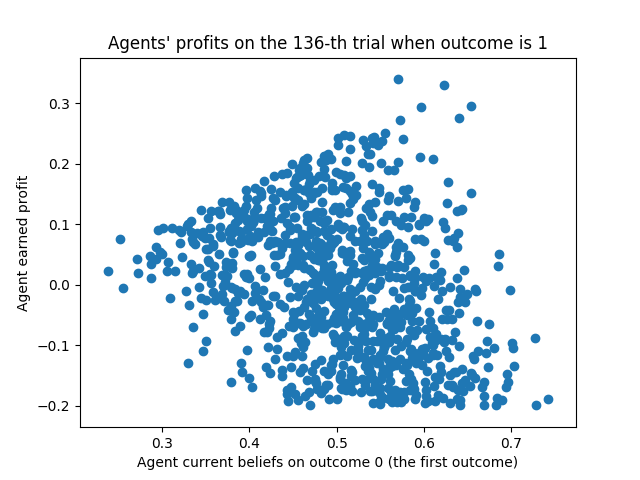 Agents' profits on the 136-th trial when outcome is 1
Agent earned profit
0.3
0.2
0.1
0.0
−0.1
−0.2
0.3 0.4 0.5 0.6 0.7
Agent current beliefs on outcome 0 (the first outcome)